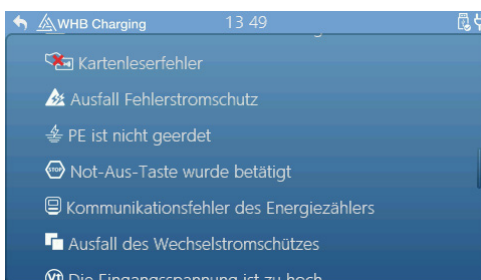 WHB Charging 13 49
Kartenleserfehler
Ausfall Fehlerstromschutz
PE ist nicht geerdet
STOP Not-Aus-Taste wurde betätigt
Kommunikationsfehler des Energiezählers
Ausfall des Wechselstromschützes
Die Eingangsspannung ist zu hoch